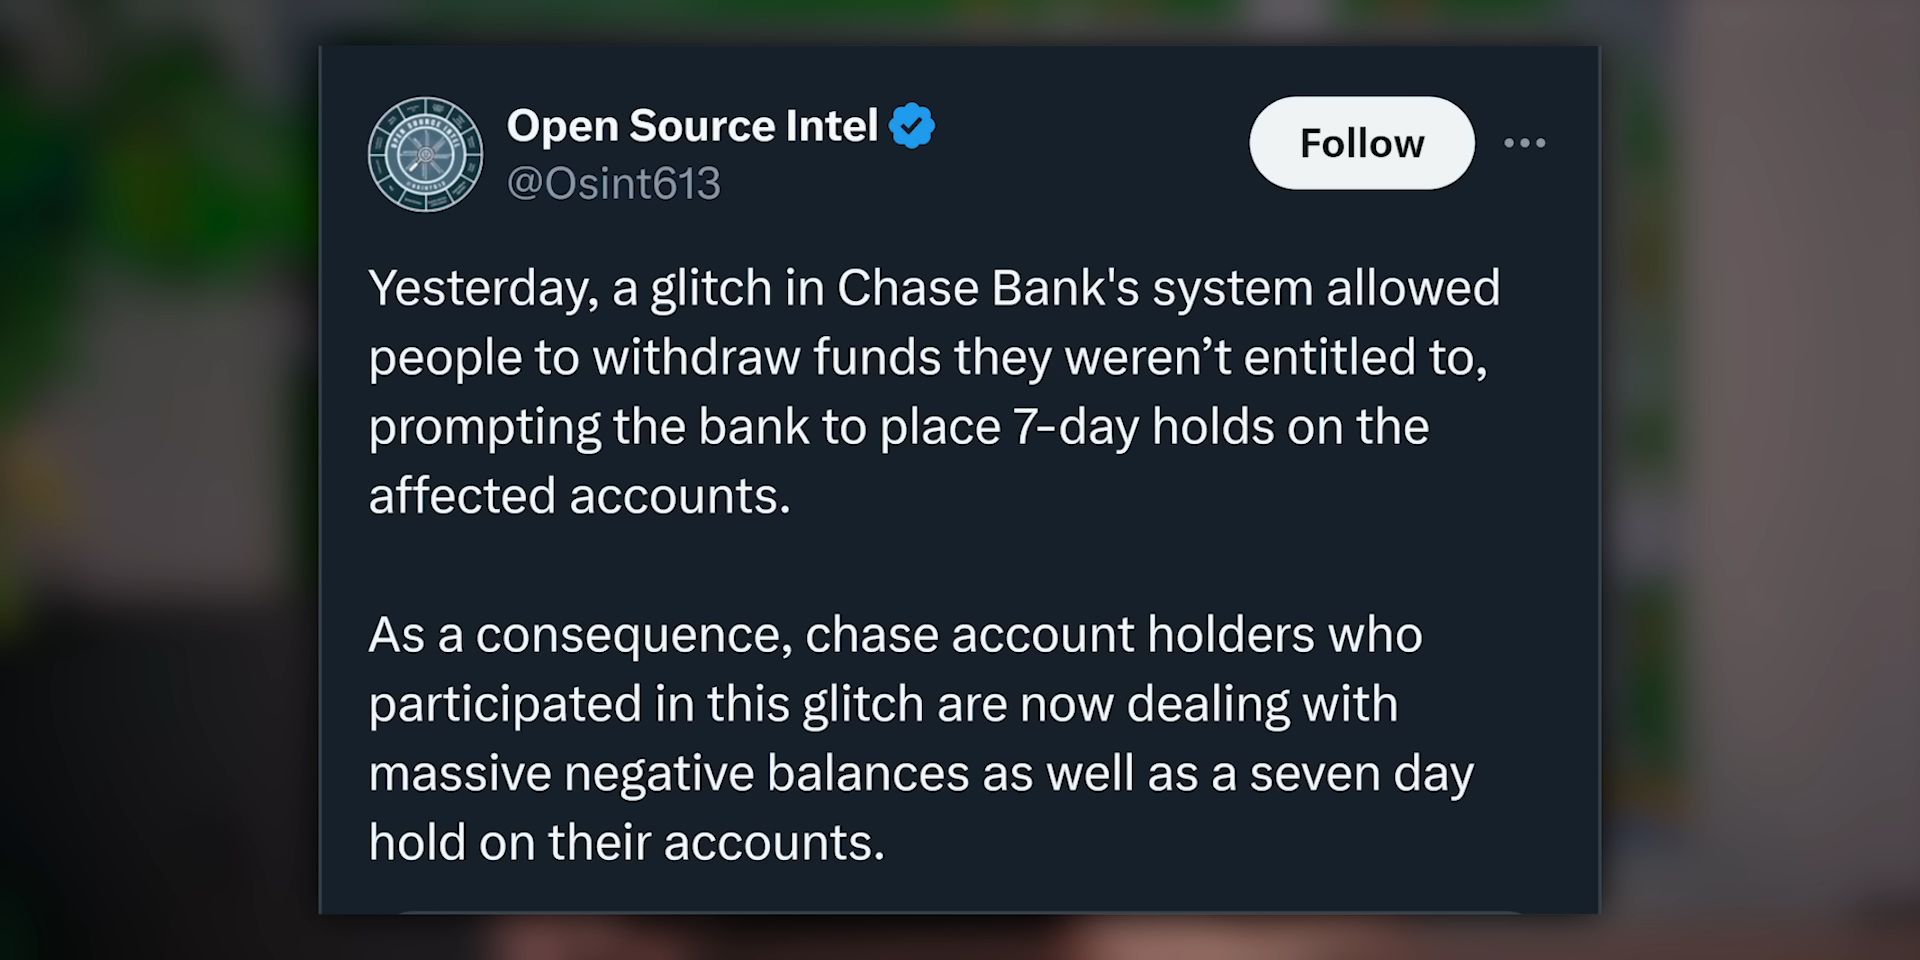 Open Source Intel
@Osint613
Follow
Yesterday, a glitch in Chase Bank's system allowed
people to withdraw funds they weren’t entitled to,
prompting the bank to place 7-day holds on the
affected accounts.
As a consequence, chase account holders who
participated in this glitch are now dealing with
massive negative balances as well as a seven day
hold on their accounts.